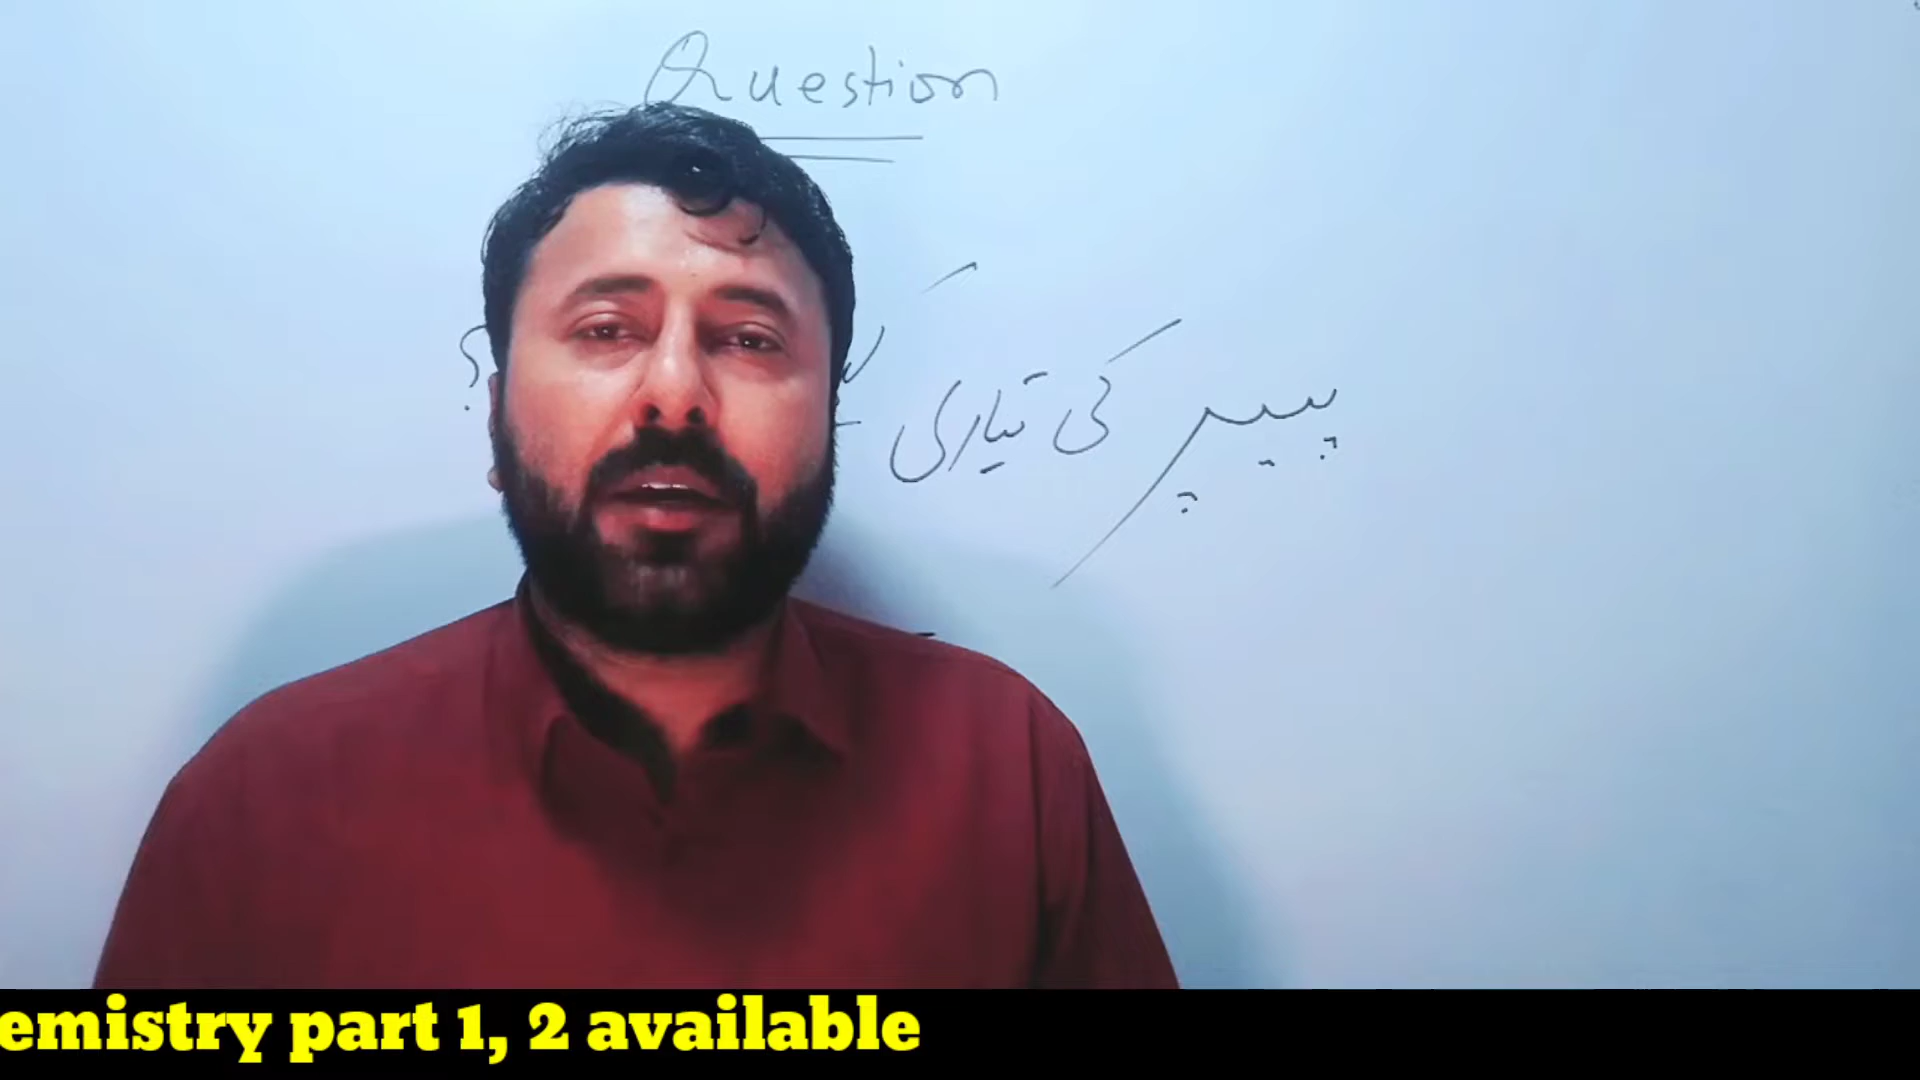 Question
پیپر کی تیاری
؟
emistry part 1, 2 available